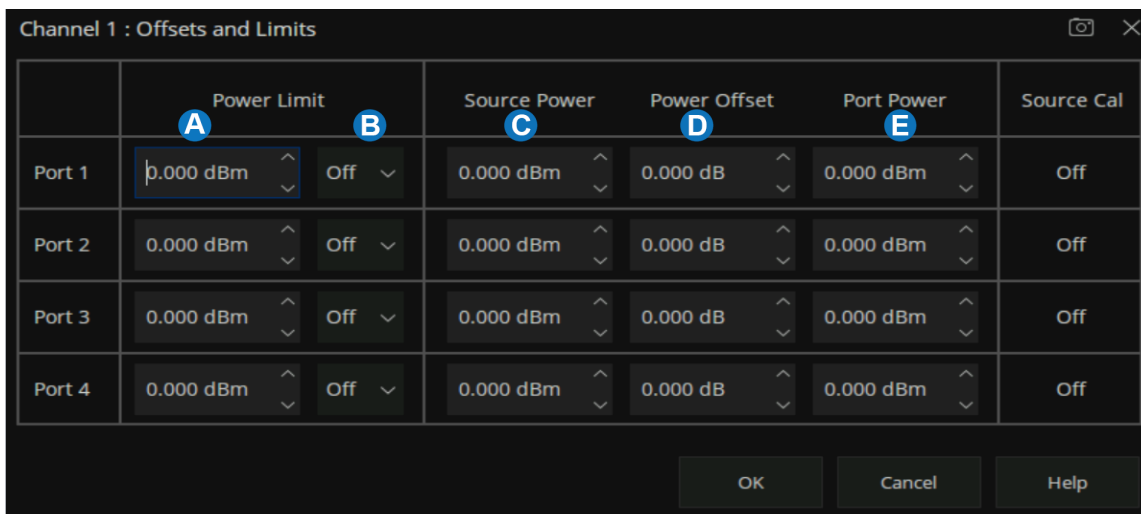 Channel 1 : Offsets and Limits
Power Limit Source Power Power Offset Port Power Source Cal
A B C D E
Port 1 0.000 dBm Off 0.000 dBm 0.000 dB 0.000 dBm Off
Port 2 0.000 dBm Off 0.000 dBm 0.000 dB 0.000 dBm Off
Port 3 0.000 dBm Off 0.000 dBm 0.000 dB 0.000 dBm Off
Port 4 0.000 dBm Off 0.000 dBm 0.000 dB 0.000 dBm Off
OK Cancel Help